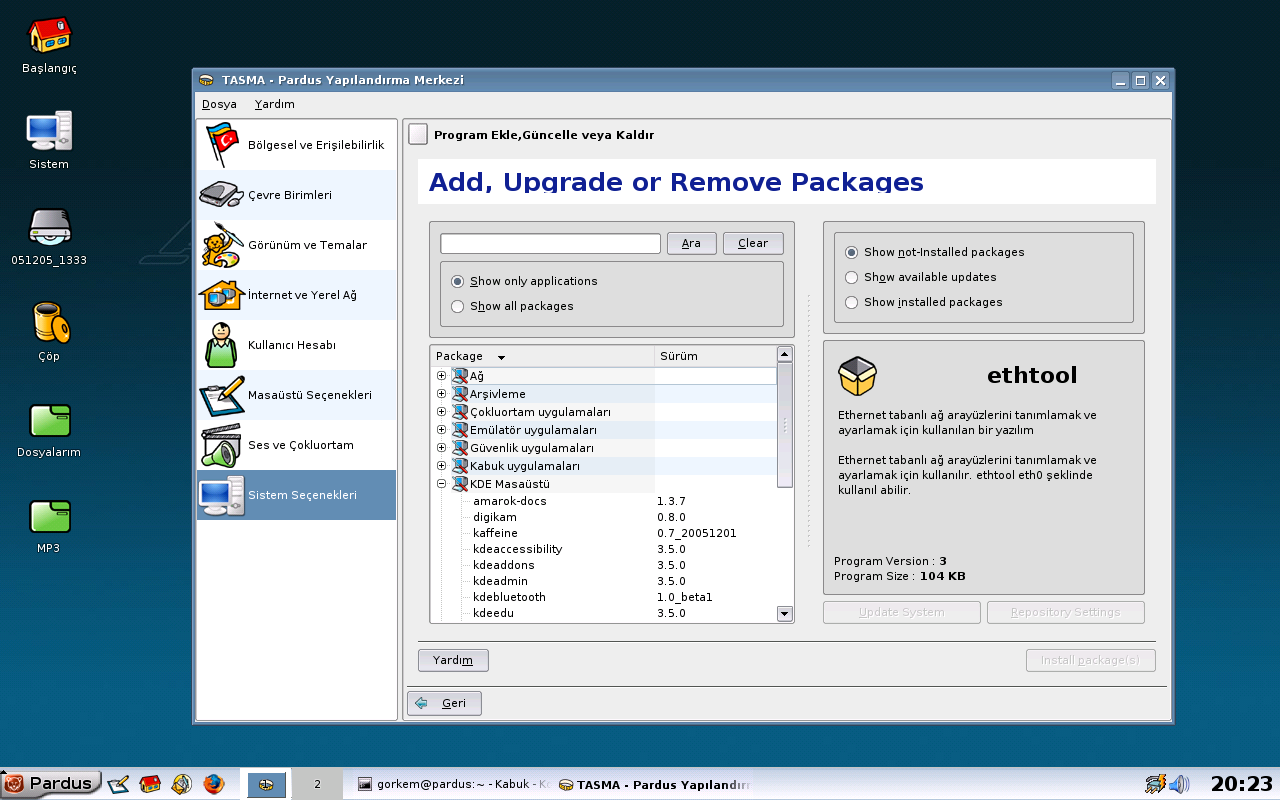 Başlangıç
Sistem
051205_1333
Çöp
Dosyalarım
MP3
TASMA - Pardus Yapılandırma Merkezi
Dosya Yardım
Bölgesel ve Erişilebilirlik
Çevre Birimleri
Görünüm ve Temalar
İnternet ve Yerel Ağ
Kullanıcı Hesabı
Masaüstü Seçenekleri
Ses ve Çokluortam
Sistem Seçenekleri
Program Ekle,Güncelle veya Kaldır
Add, Upgrade or Remove Packages
Ara Clear
Show only applications
Show all packages
Package Sürüm
Ağ
Arşivleme
Çokluortam uygulamaları
Emülatör uygulamaları
Güvenlik uygulamaları
Kabuk uygulamaları
KDE Masaüstü
amarok-docs 1.3.7
digikam 0.8.0
kaffeine 0.7_20051201
kdeaccessibility 3.5.0
kdeaddons 3.5.0
kdeadmin 3.5.0
kdebluetooth 1.0_beta1
kdeedu 3.5.0
Show not-Installed packages
Show available updates
Show installed packages
ethtool
Ethernet tabanlı ağ arayüzlerini tanımlamak ve
ayarlamak için kullanılan bir yazılım
Ethernet tabanlı ağ arayüzlerini tanımlamak ve
ayarlamak için kullanılır. ethtool eth0 şeklinde
kullanıl abilir.
Program Version : 3
Program Size : 104 KB
Update System Repository Settings
Yardım Install package(s)
Geri
Pardus 2 gorkem@pardus:~ - Kabuk - TASMA - Pardus Yapılandır 20:23